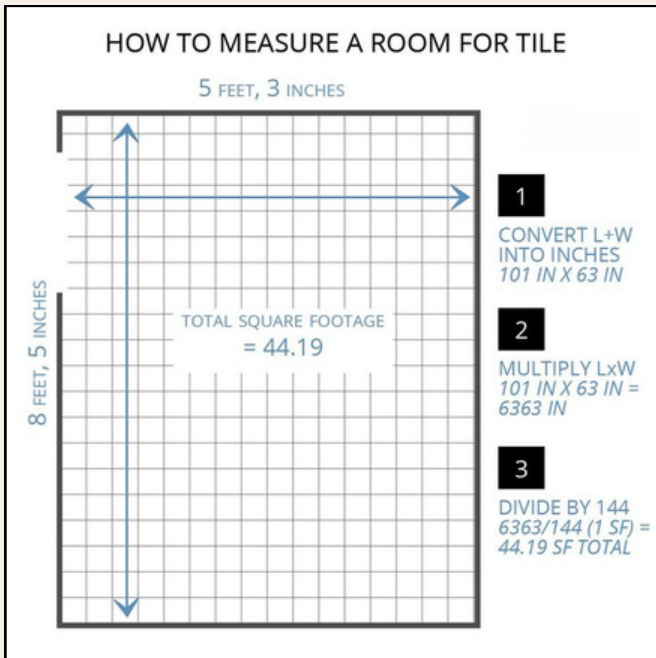 HOW TO MEASURE A ROOM FOR TILE
5 FEET, 3 INCHES
8 FEET, 5 INCHES
TOTAL SQUARE FOOTAGE
= 44.19
1
CONVERT L+W
INTO INCHES
101 IN X 63 IN
2
MULTIPLY LxW
101 IN X 63 IN =
6363 IN
3
DIVIDE BY 144
6363/144 (1 SF) =
44.19 SF TOTAL